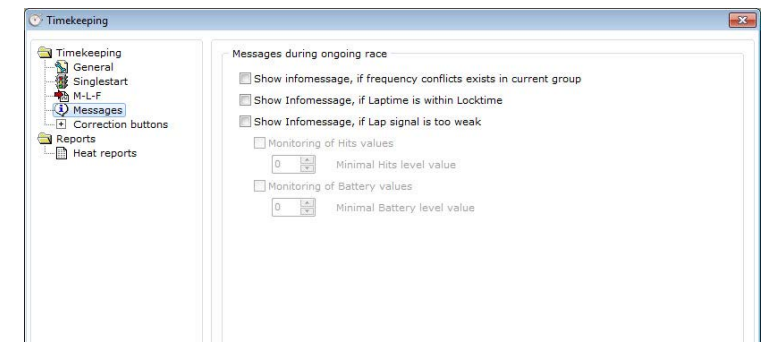 Timekeeping
Timekeeping
General
Singlestart
M-L-F
Messages
Correction buttons
Reports
Heat reports
Messages during ongoing race
Show infomessage, if frequency conflicts exists in current group
Show Infomessage, if Laptime is within Locktime
Show Infomessage, if Lap signal is too weak
Monitoring of Hits values
0 Minimal Hits level value
Monitoring of Battery values
0 Minimal Battery level value